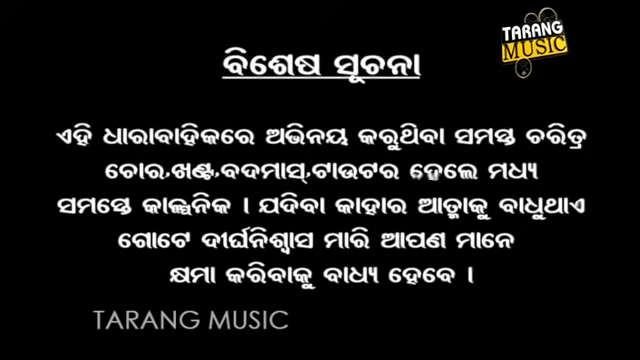 TARANG
MUSIC
ବିଶେଷ ସୂଚନା
ଏହି ଧାରାବାହିକରେ ଅଭିନୟ କରୁଥିବା ସମସ୍ତ ଚରିତ୍ର
ଚୋର,ଖଣ୍ଟ,ବଦମାସ୍,ଟାଉଟର ହେଲେ ମଧ୍ୟ
ସମସ୍ତେ କାଳ୍ପନିକ । ଯଦିବା କାହାର ଆତ୍ମାକୁ ବାଧୁଥାଏ
ଗୋଟେ ଦୀର୍ଘନିଶ୍ୱାସ ମାରି ଆପଣ ମାନେ
କ୍ଷମା କରିବାକୁ ବାଧ୍ୟ ହେବେ ।
TARANG MUSIC